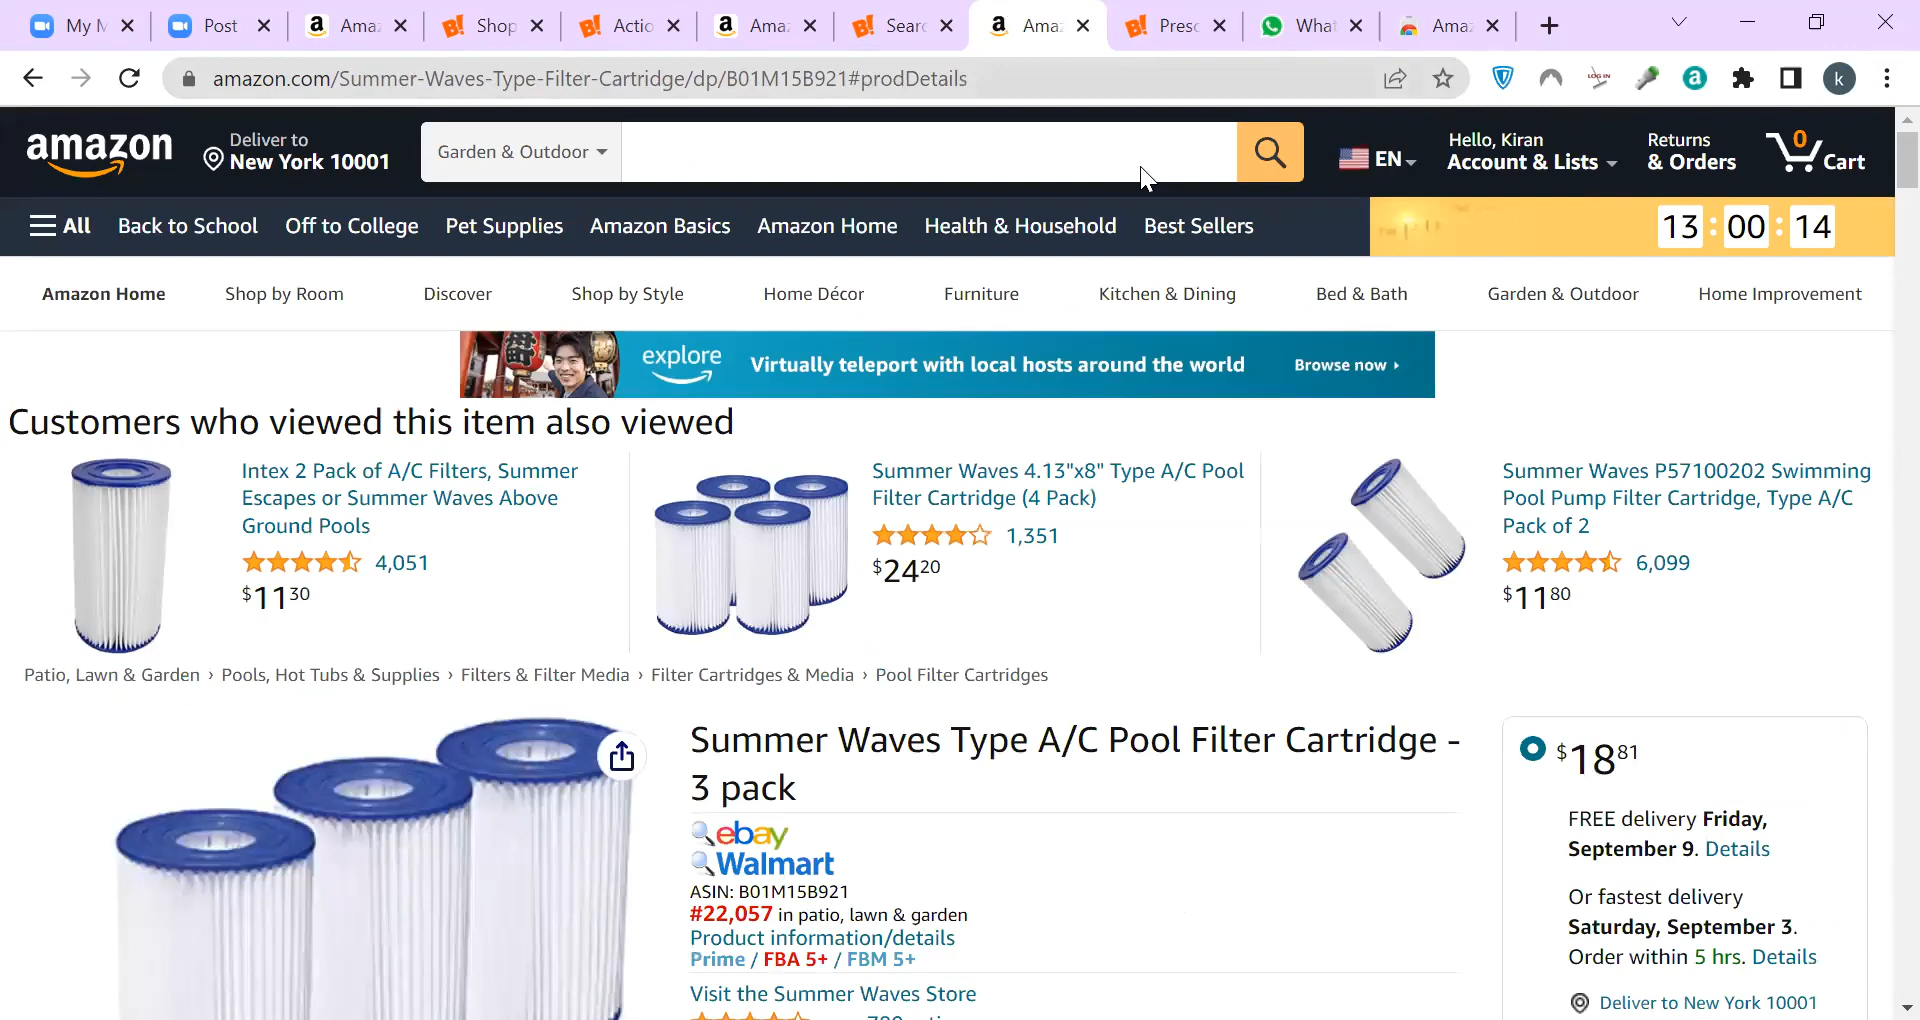 My M
Post
Amaz
Shop
Actio
Amaz
Sear
Amaz
Presc
What
Amaz
amazon.com/Summer-Waves-Type-Filter-Cartridge/dp/B01M15B921#prodDetails
LOG IN
a
k
amazon
Deliver to
New York 10001
Garden & Outdoor
EN
Hello, Kiran
Account & Lists
Returns
& Orders
0
Cart
All
Back to School
Off to College
Pet Supplies
Amazon Basics
Amazon Home
Health & Household
Best Sellers
13 : 00 : 14
Amazon Home
Shop by Room
Discover
Shop by Style
Home Décor
Furniture
Kitchen & Dining
Bed & Bath
Garden & Outdoor
Home Improvement
explore
Virtually teleport with local hosts around the world
Browse now ›
Customers who viewed this item also viewed
Intex 2 Pack of A/C Filters, Summer
Escapes or Summer Waves Above
Ground Pools
4,051
$11 30
Summer Waves 4.13"x8" Type A/C Pool
Filter Cartridge (4 Pack)
1,351
$24 20
Summer Waves P57100202 Swimming
Pool Pump Filter Cartridge, Type A/C
Pack of 2
6,099
$11 80
Patio, Lawn & Garden › Pools, Hot Tubs & Supplies › Filters & Filter Media › Filter Cartridges & Media › Pool Filter Cartridges
Summer Waves Type A/C Pool Filter Cartridge -
3 pack
ebay
Walmart
ASIN: B01M15B921
#22,057 in patio, lawn & garden
Product information/details
Prime / FBA 5+ / FBM 5+
Visit the Summer Waves Store
$18 81
FREE delivery Friday,
September 9. Details
Or fastest delivery
Saturday, September 3.
Order within 5 hrs. Details
Deliver to New York 10001